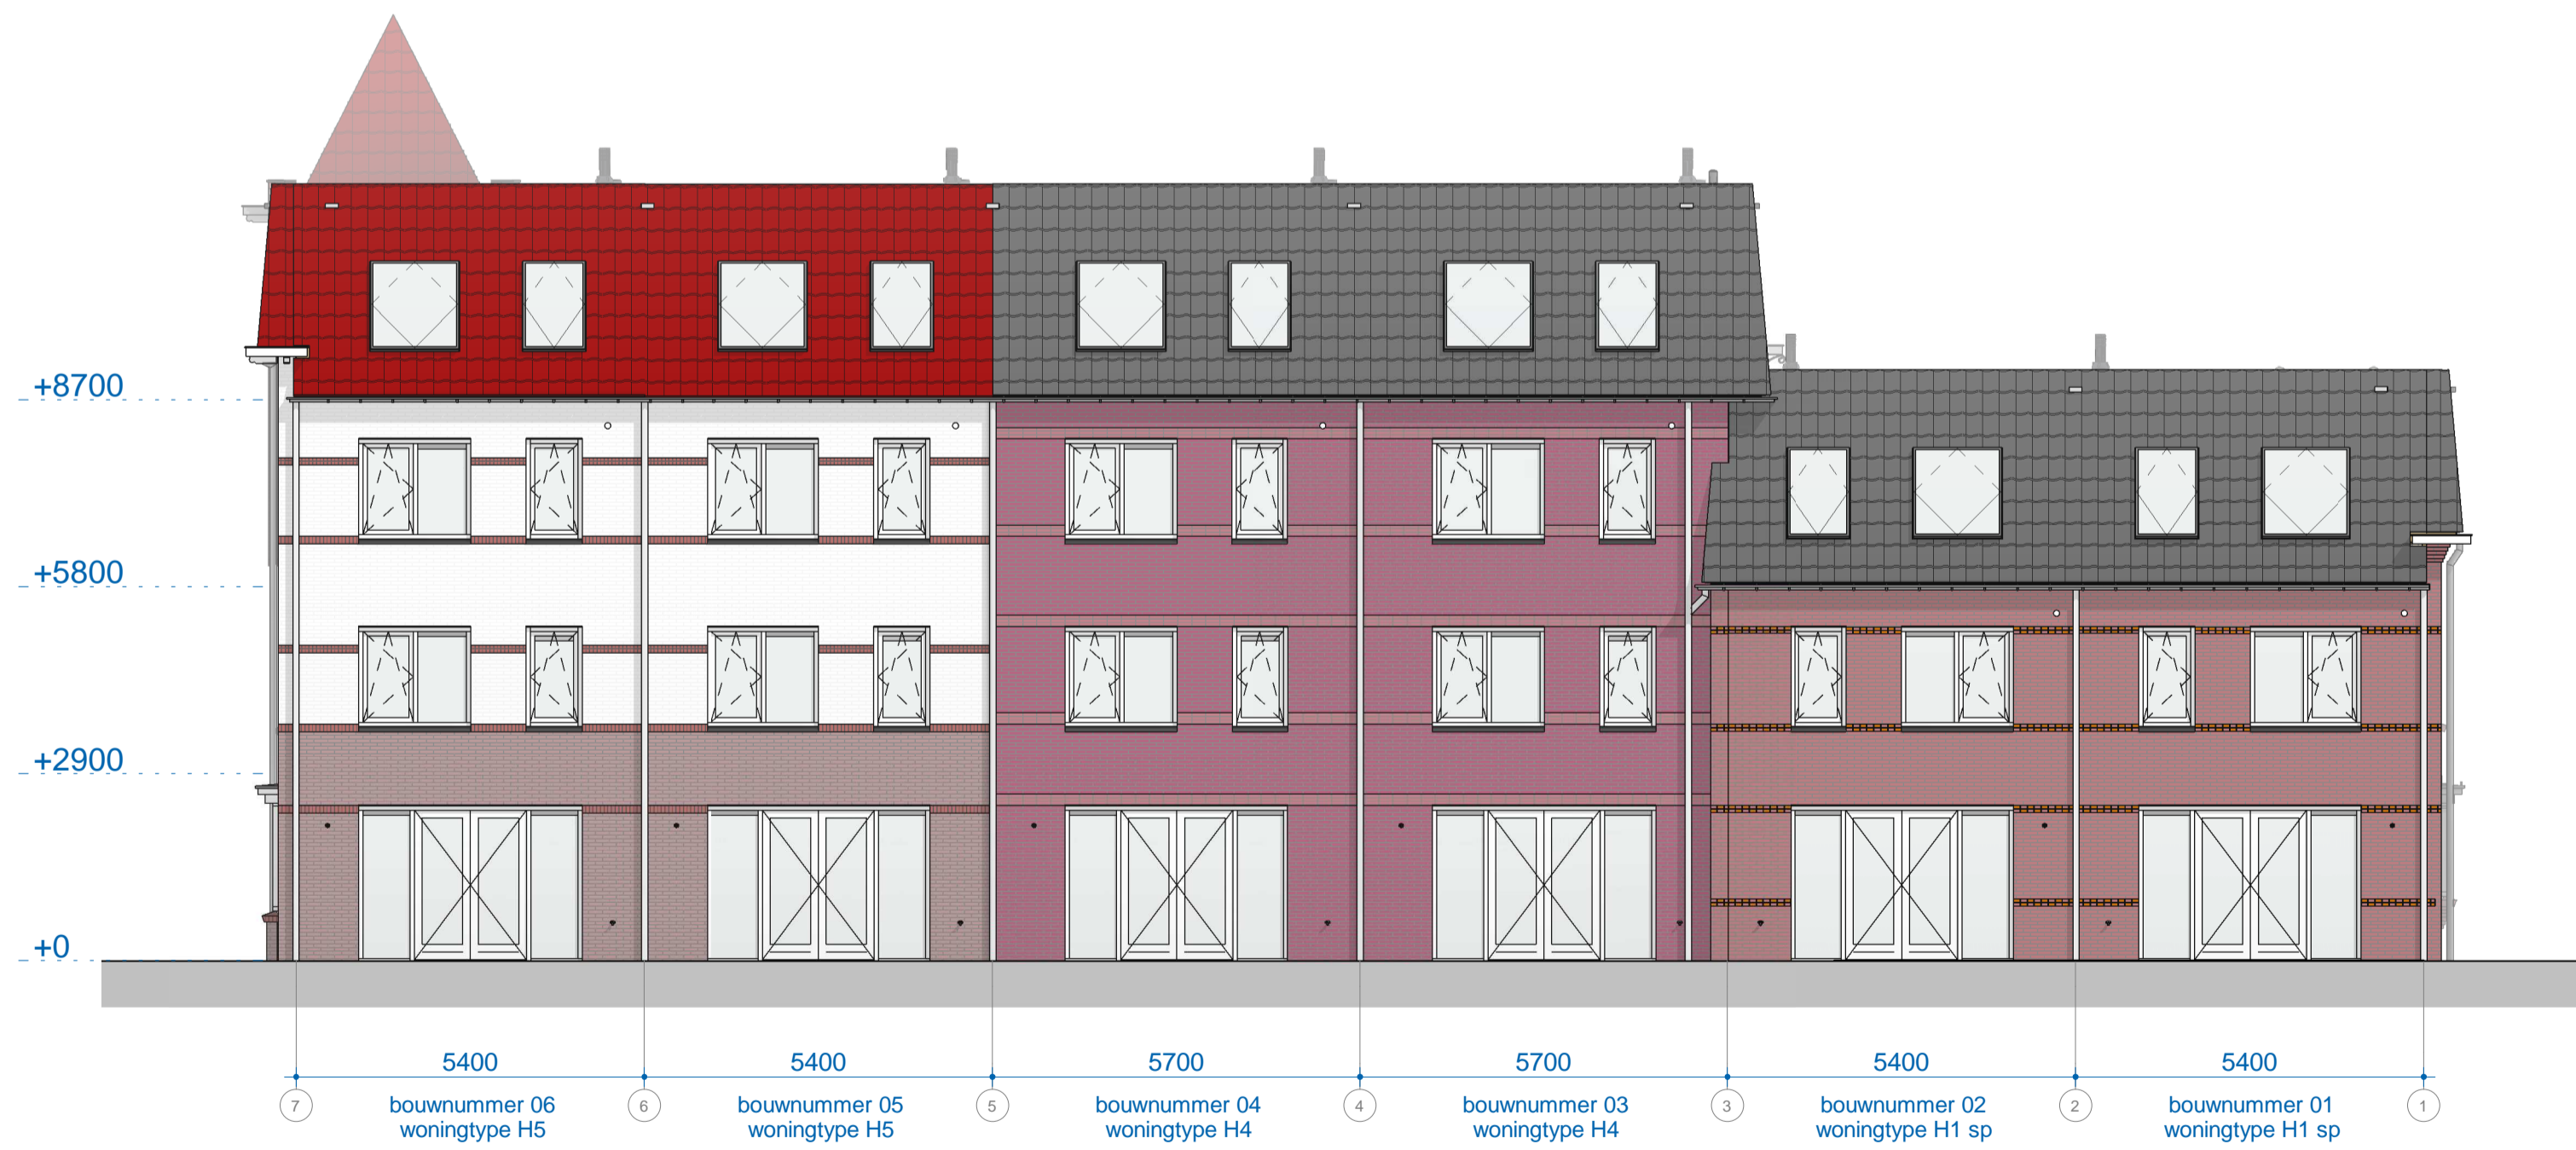 +8700
+5800
+2900
+0
5400 5400 5700 5700 5400 5400
7 6 5 4 3 2 1
bouwnummer 06 bouwnummer 05 bouwnummer 04 bouwnummer 03 bouwnummer 02 bouwnummer 01
woningtype H5 woningtype H5 woningtype H4 woningtype H4 woningtype H1 sp woningtype H1 sp